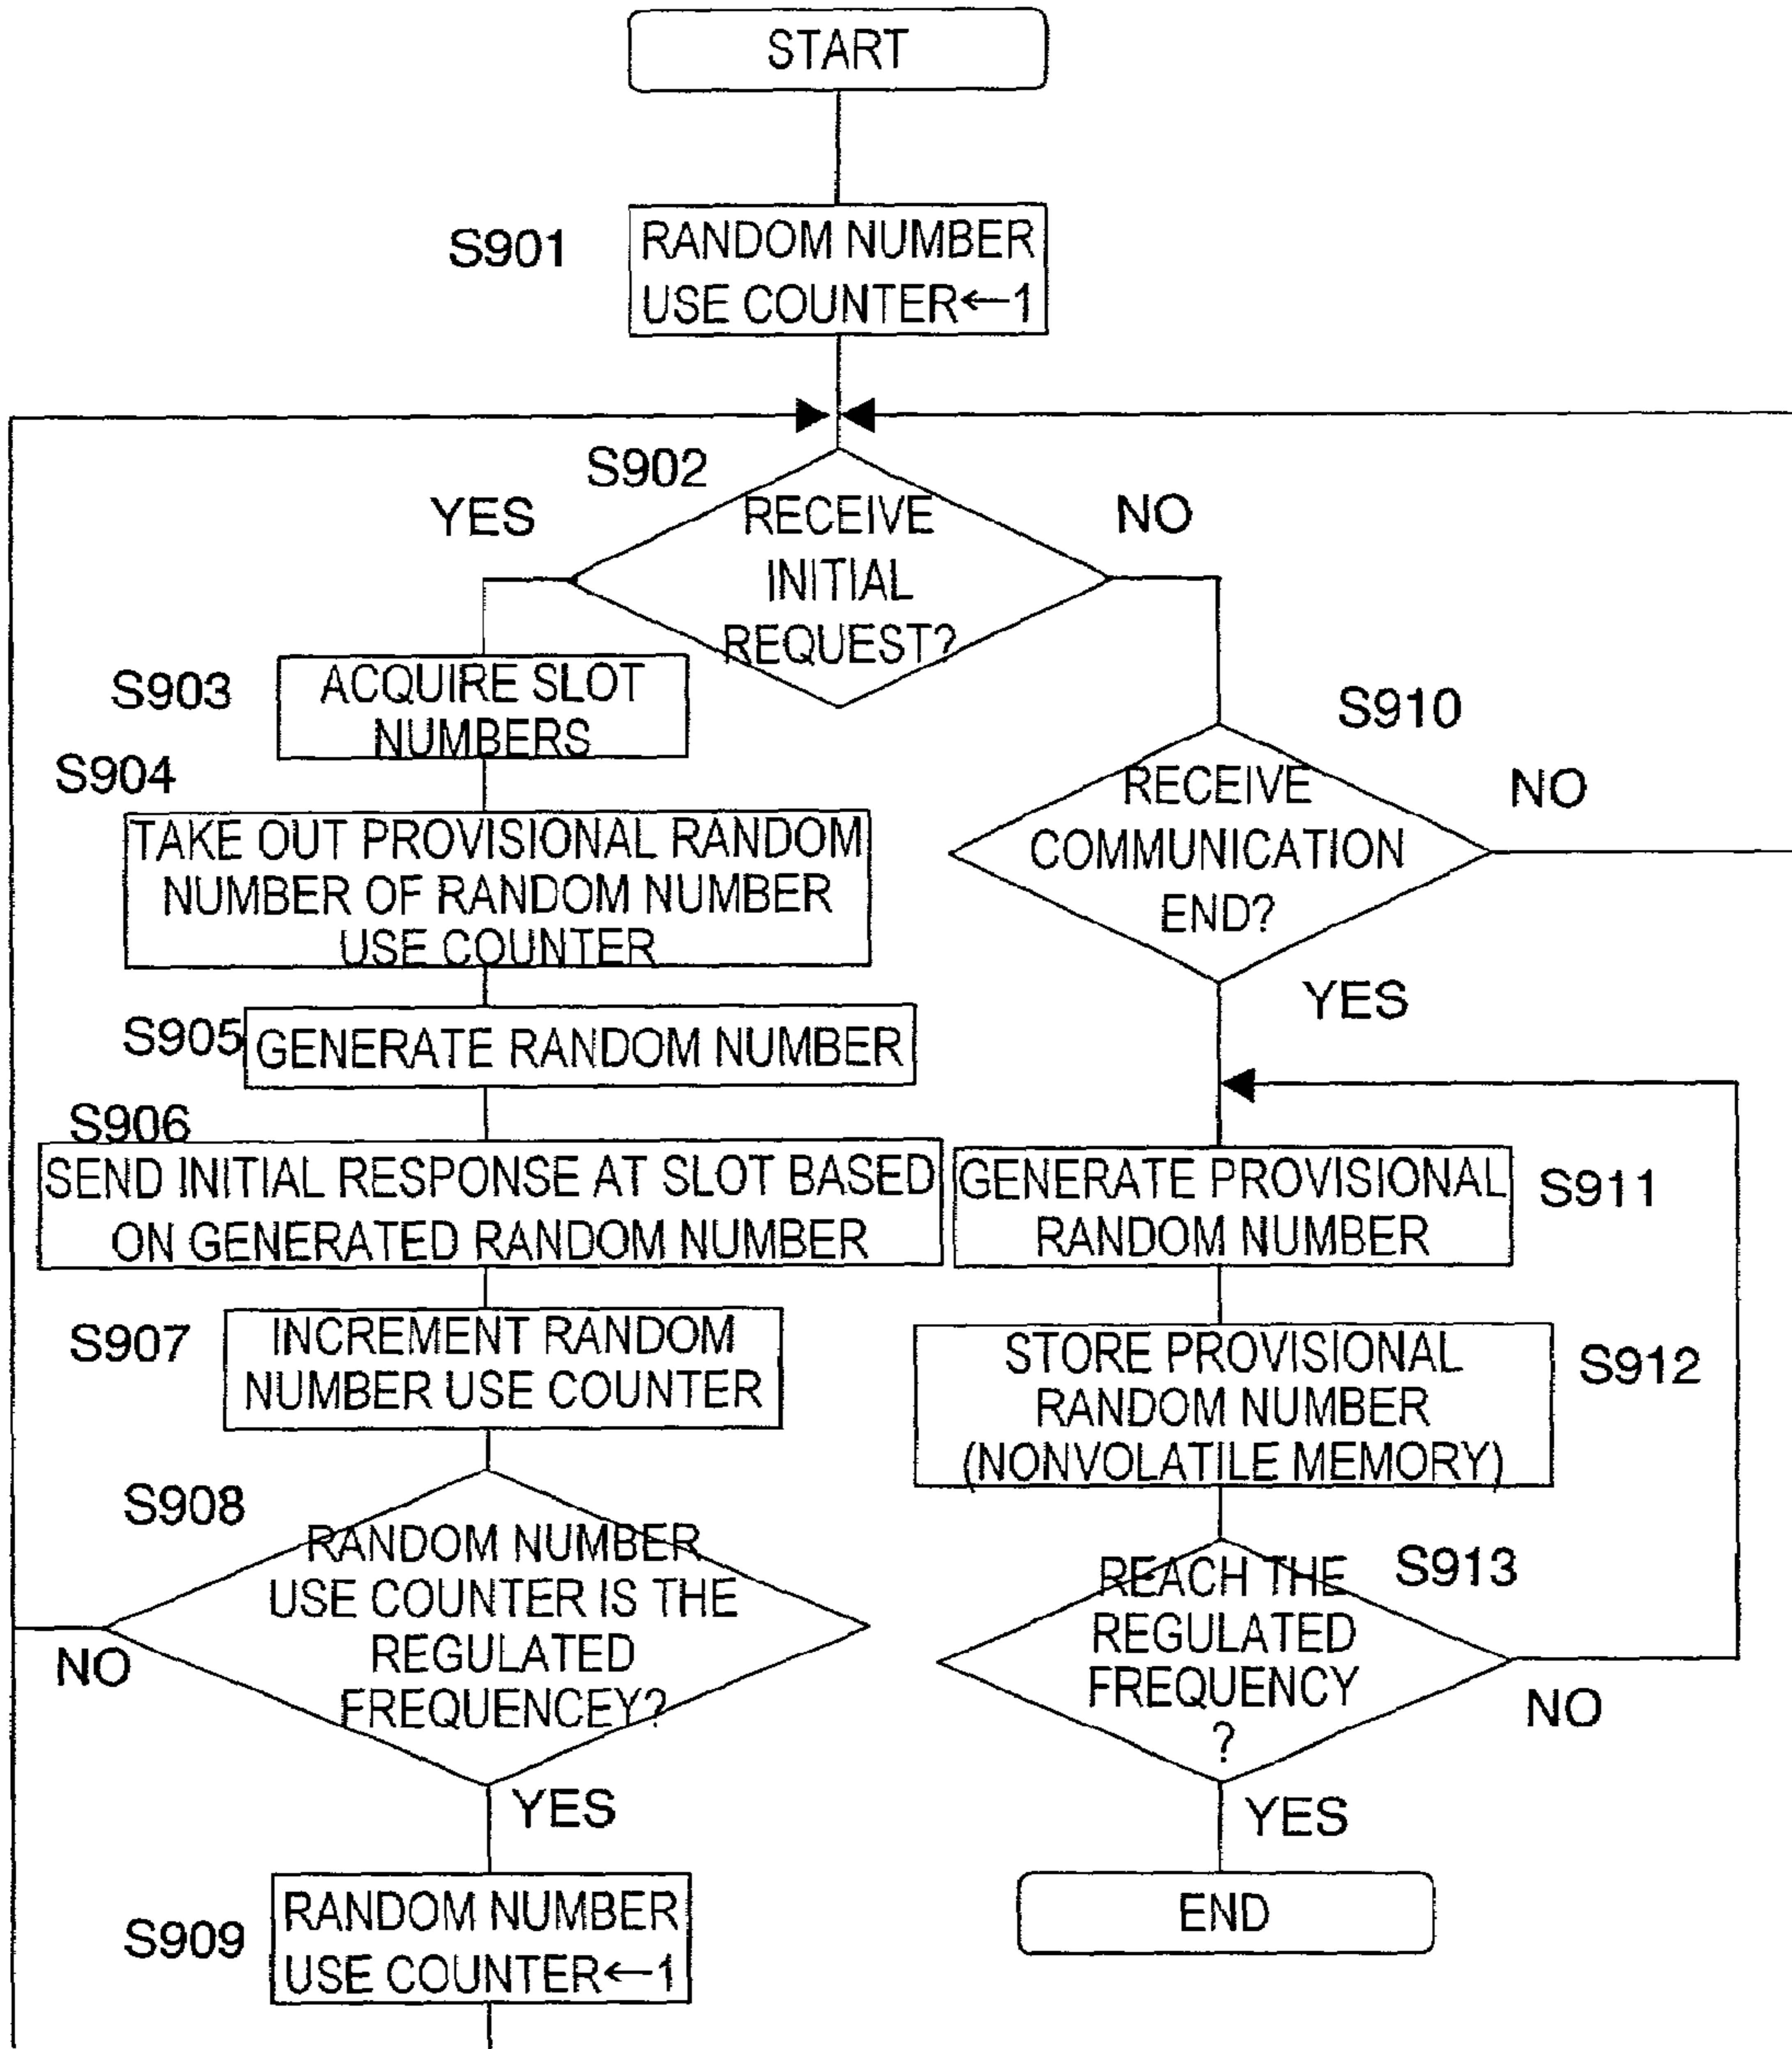 START
S901
RANDOM NUMBER
USE COUNTER←1
S902
YES
RECEIVE
INITIAL
REQUEST?
NO
S903
ACQUIRE SLOT
NUMBERS
S904
TAKE OUT PROVISIONAL RANDOM
NUMBER OF RANDOM NUMBER
USE COUNTER
S905
GENERATE RANDOM NUMBER
S906
SEND INITIAL RESPONSE AT SLOT BASED
ON GENERATED RANDOM NUMBER
S907
INCREMENT RANDOM
NUMBER USE COUNTER
S908
RANDOM NUMBER
USE COUNTER IS THE
REGULATED
FREQUENCEY?
NO
YES
S909
RANDOM NUMBER
USE COUNTER←1
S910
RECEIVE
COMMUNICATION
END?
NO
YES
GENERATE PROVISIONAL
RANDOM NUMBER
S911
STORE PROVISIONAL
RANDOM NUMBER
(NONVOLATILE MEMORY)
S912
REACH THE
REGULATED
FREQUENCY
?
S913
NO
YES
END